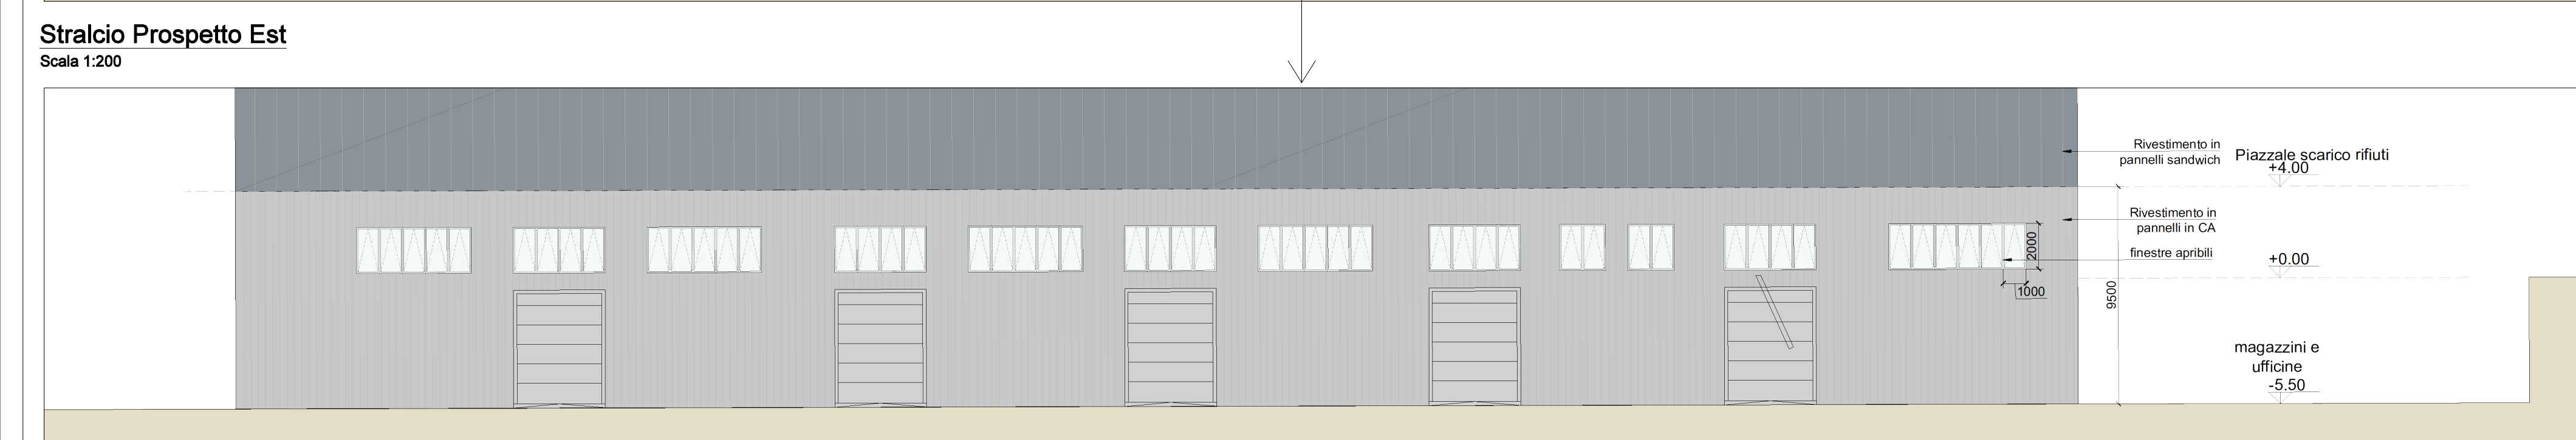 Stralcio Prospetto Est
Scala 1:200
Rivestimento in
pannelli sandwich
Piazzale scarico rifiuti
+4.00
Rivestimento in
pannelli in CA
finestre apribili
2000
1000
+0.00
9500
magazzini e
ufficine
-5.50